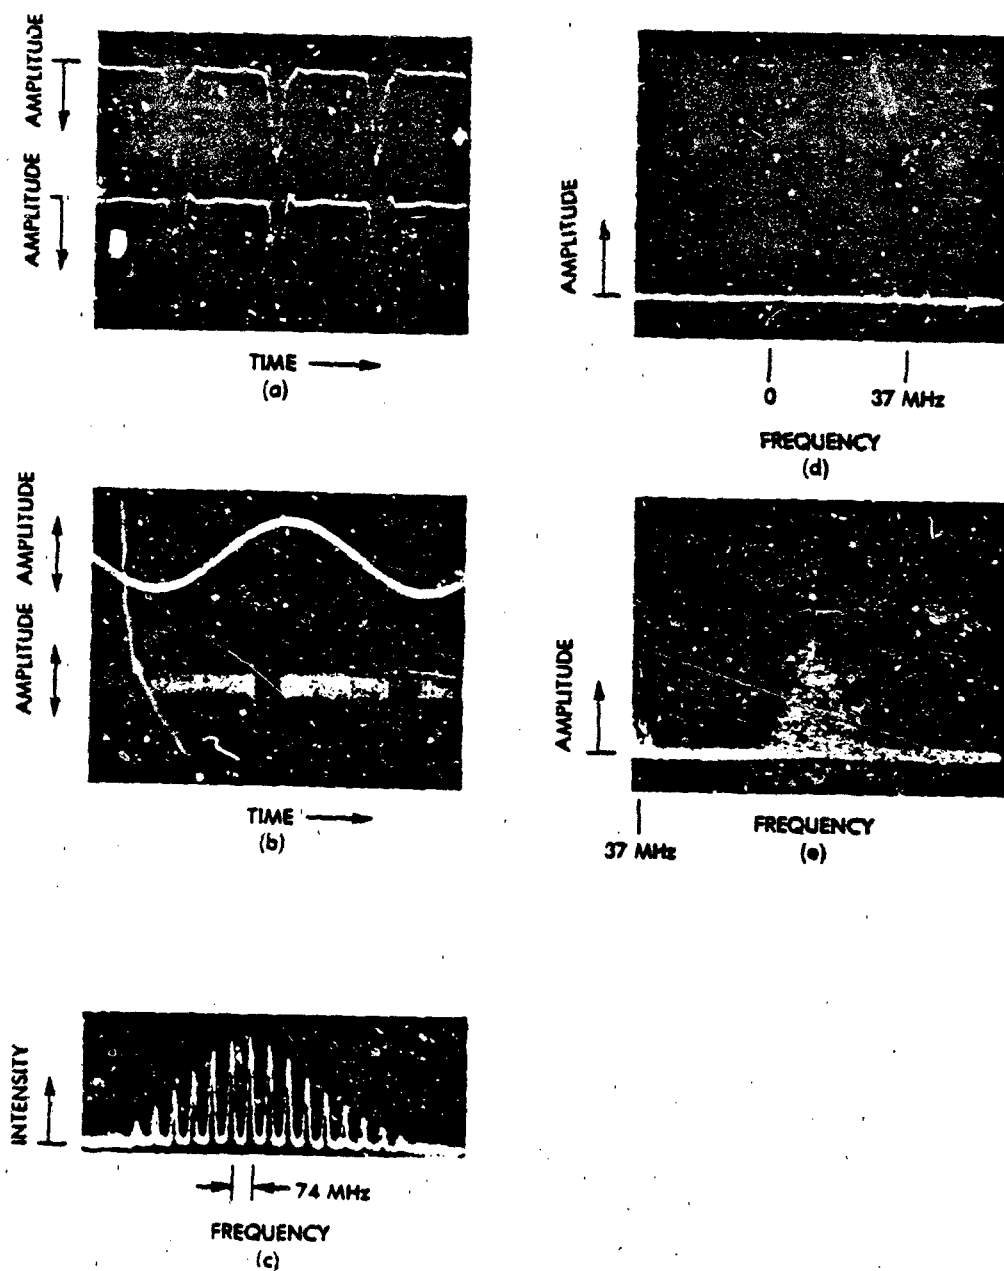 AMPLITUDE
AMPLITUDE
TIME
(a)
AMPLITUDE
0
37 MHz
FREQUENCY
(d)
AMPLITUDE
AMPLITUDE
TIME
(b)
AMPLITUDE
37 MHz
FREQUENCY
(e)
INTENSITY
74 MHz
FREQUENCY
(c)